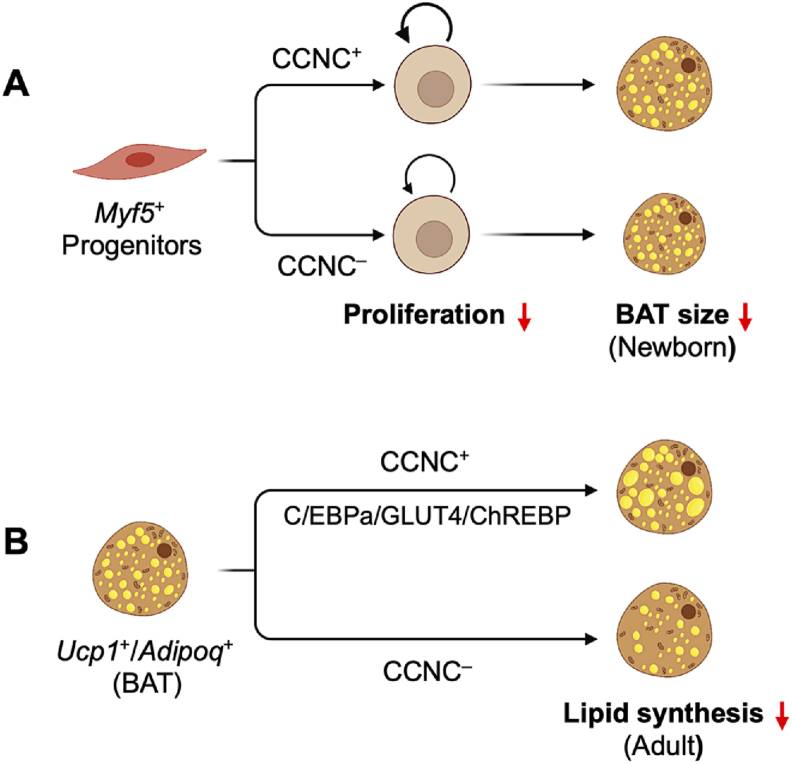 A
CCNC⁺
Myf5⁺
Progenitors
CCNC⁻
Proliferation ↓
BAT size ↓
(Newborn)
B
CCNC⁺
C/EBPa/GLUT4/ChREBP
Ucp1⁺/Adipoq⁺
(BAT)
CCNC⁻
Lipid synthesis ↓
(Adult)